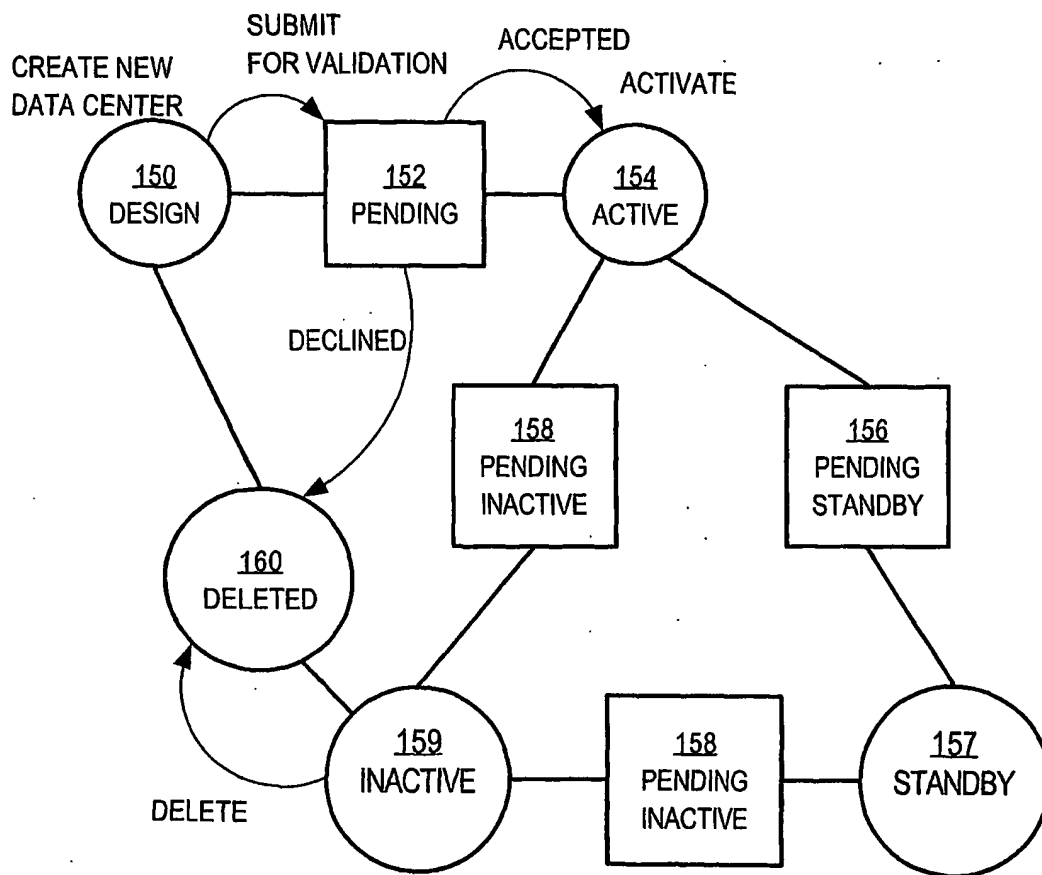 CREATE NEW
DATA CENTER
SUBMIT
FOR VALIDATION
ACCEPTED
ACTIVATE
150
DESIGN
152
PENDING
154
ACTIVE
DECLINED
158
PENDING
INACTIVE
156
PENDING
STANDBY
160
DELETED
159
INACTIVE
158
PENDING
INACTIVE
157
STANDBY
DELETE